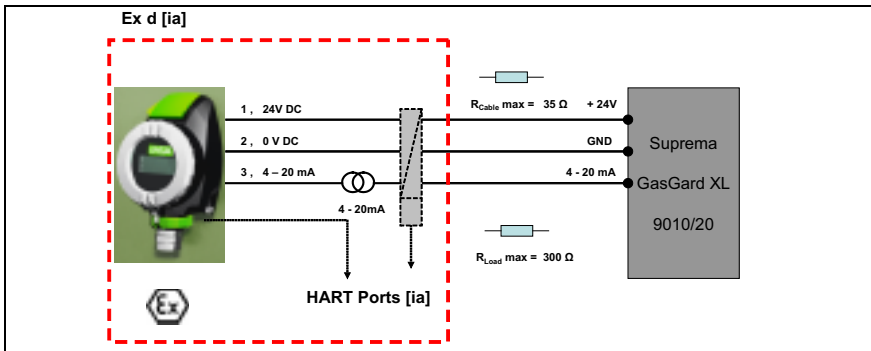 Ex d [ia]
1 , 24V DC
2 , 0 V DC
3 , 4 – 20 mA
4 - 20mA
HART Ports [ia]
RCable max = 35 Ω
+ 24V
GND
4 - 20 mA
RLoad max = 300 Ω
Suprema
GasGard XL
9010/20
Ex